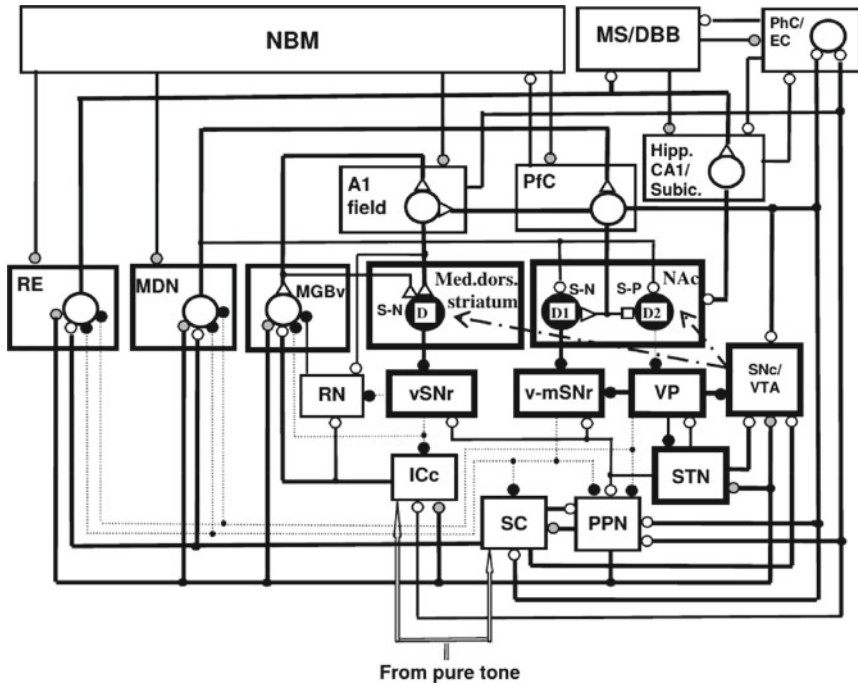 NBM
MS/DBB
PhC/
EC
A1
field
PfC
Hipp.
CA1/
Subic.
RE
MDN
MGBv
Med.dors.
striatum
S-N
D
NAc
S-N
S-P
D1
D2
RN
vSNr
v-mSNr
VP
SNc/
VTA
ICc
STN
SC
PPN
From pure tone